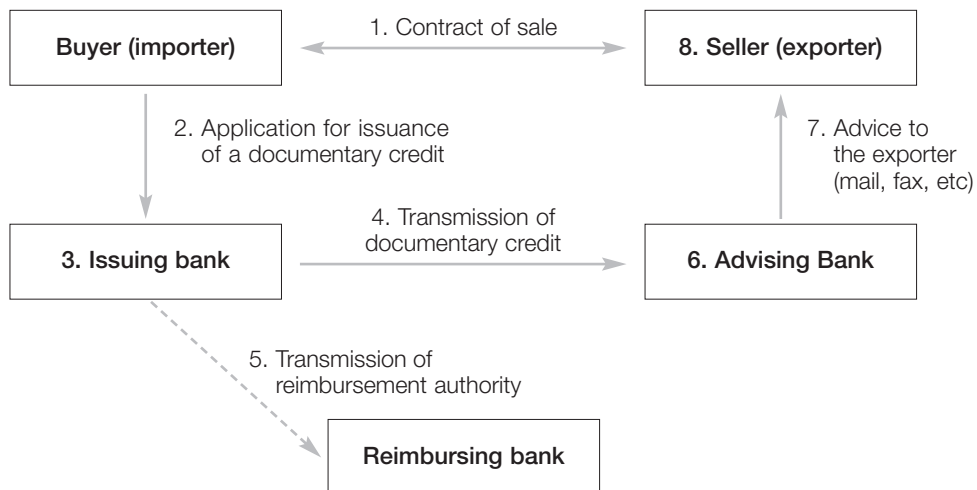 1. Contract of sale
Buyer (importer)
8. Seller (exporter)
2. Application for issuance
of a documentary credit
7. Advice to
the exporter
(mail, fax, etc)
4. Transmission of
documentary credit
3. Issuing bank
6. Advising Bank
5. Transmission of
reimbursement authority
Reimbursing bank